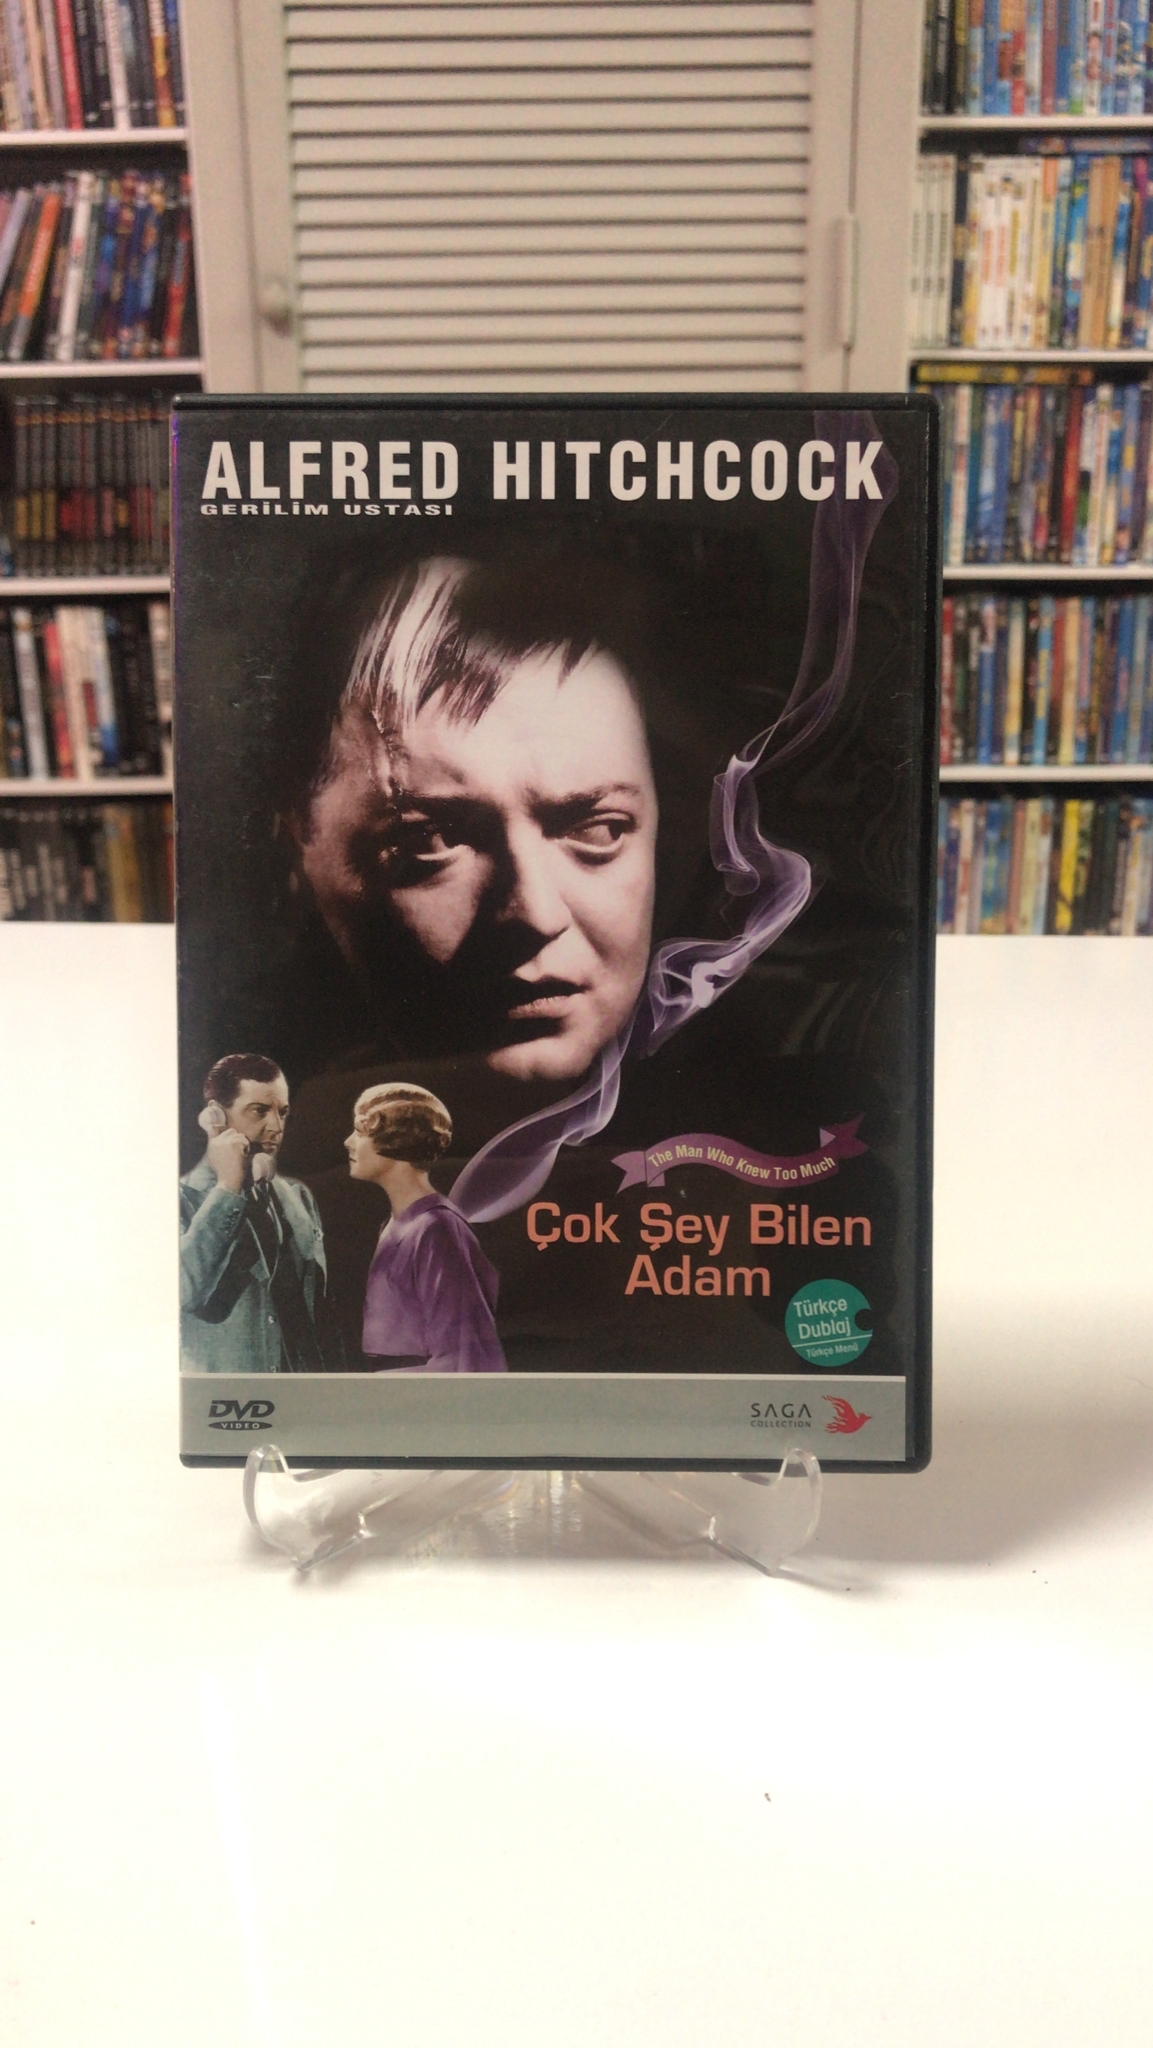 ALFRED HITCHCOCK
GERİLİM USTASI
The Man Who Knew Too Much
Çok Şey Bilen
Adam
Türkçe
Dublaj
Türkçe Menü
DVD
VIDEO
SAGA
COLLECTION